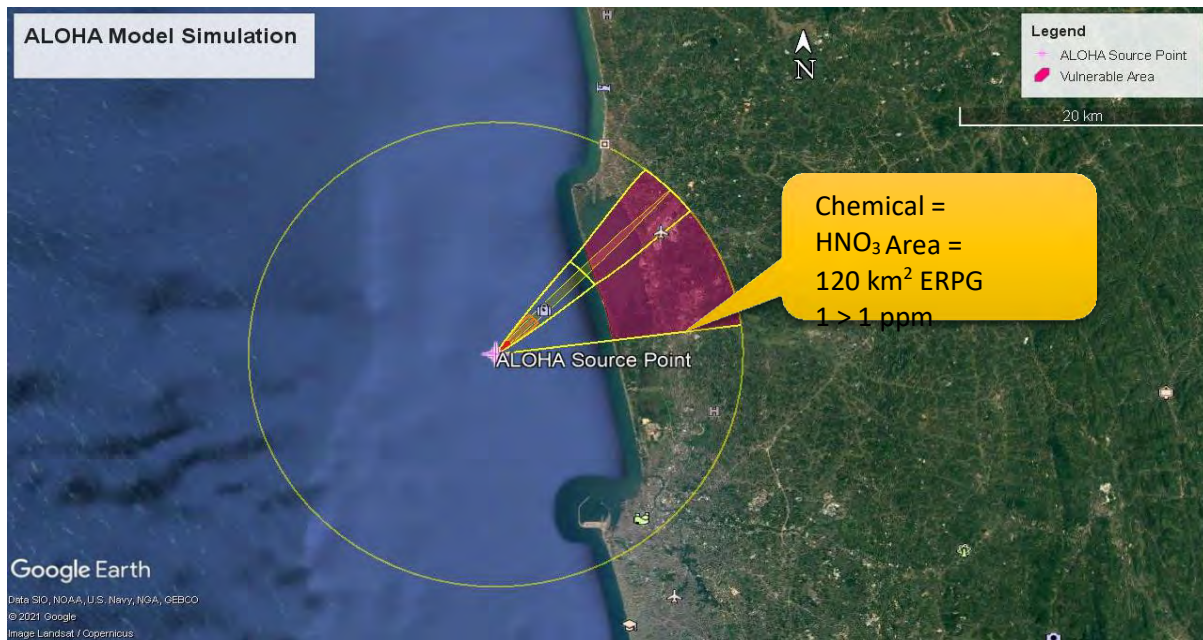 ALOHA Model Simulation
N
Legend
ALOHA Source Point
Vulnerable Area
20 km
Chemical =
HNO₃ Area =
120 km² ERPG
1 > 1 ppm
ALOHA Source Point
Google Earth
Data SIO, NOAA, U.S. Navy, NGA, GEBCO
© 2021 Google
Image Landsat / Copernicus